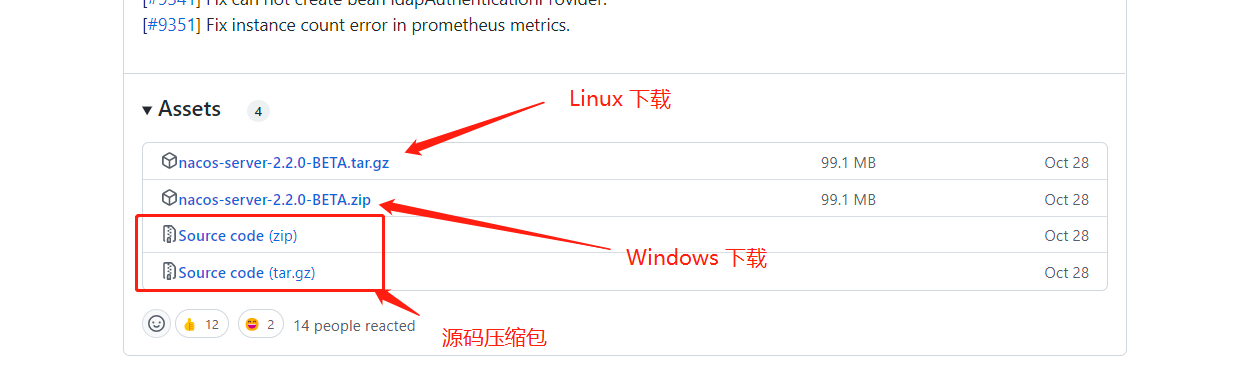 [#9341] Fix can not create bean ldapAuthenticationProvider.
[#9351] Fix instance count error in prometheus metrics.
Assets 4
Linux 下载
nacos-server-2.2.0-BETA.tar.gz 99.1 MB Oct 28
nacos-server-2.2.0-BETA.zip 99.1 MB Oct 28
Source code (zip) Oct 28
Windows 下载
Source code (tar.gz) Oct 28
12 2 14 people reacted
源码压缩包